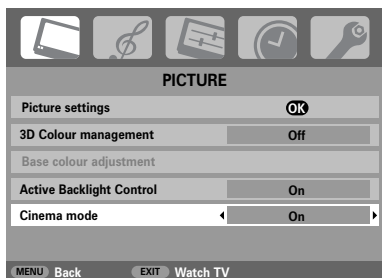 PICTURE
Picture settings OK
3D Colour management Off
Base colour adjustment
Active Backlight Control On
Cinema mode On
MENU Back EXIT Watch TV